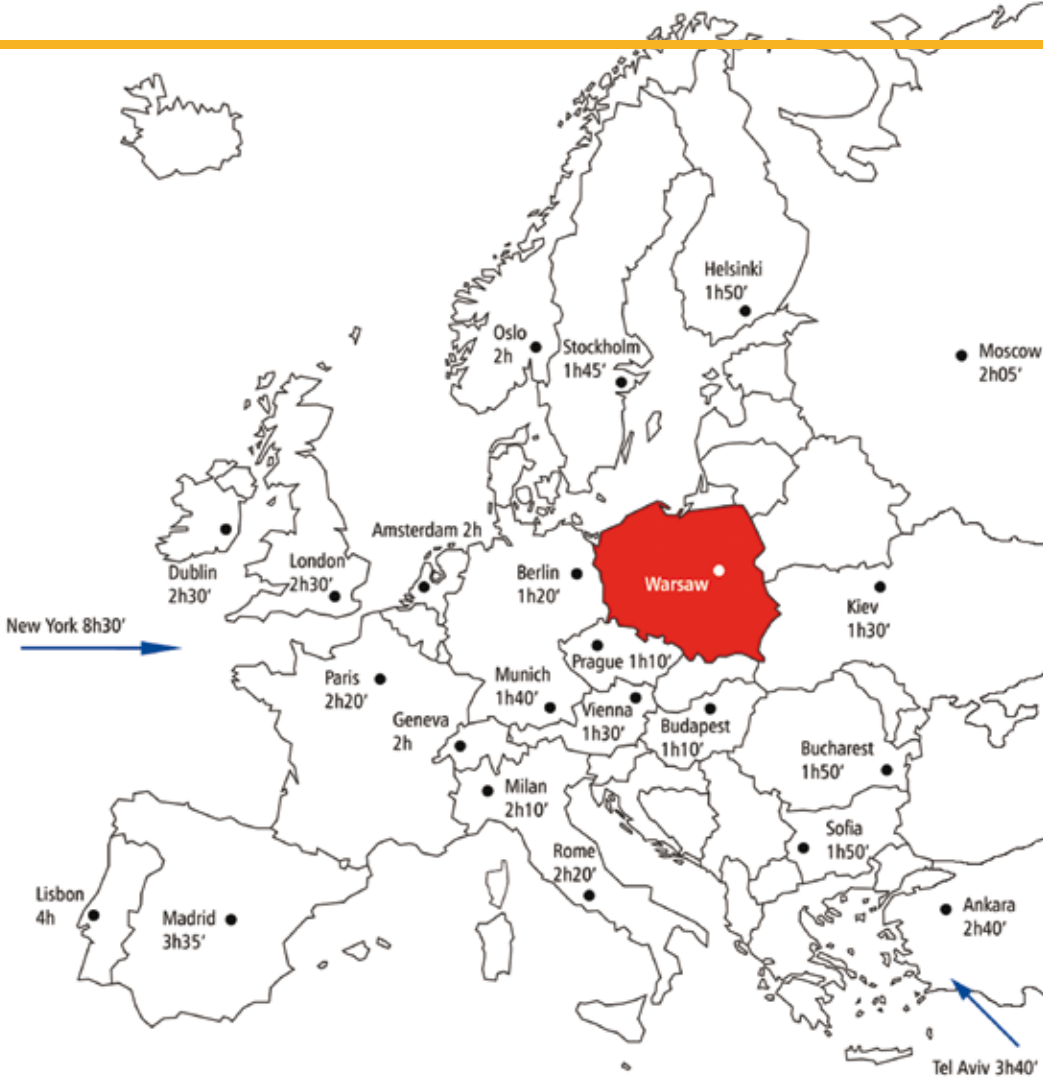 Helsinki
1h50’
Oslo
2h
Stockholm
1h45’
Moscow
2h05’
Amsterdam 2h
Dublin
2h30’
London
2h30’
Berlin
1h20’
Warsaw
Kiev
1h30’
New York 8h30’
Prague 1h10’
Paris
2h20’
Munich
1h40’
Vienna
1h30’
Budapest
1h10’
Geneva
2h
Bucharest
1h50’
Milan
2h10’
Sofia
1h50’
Rome
2h20’
Lisbon
4h
Madrid
3h35’
Ankara
2h40’
Tel Aviv 3h40’